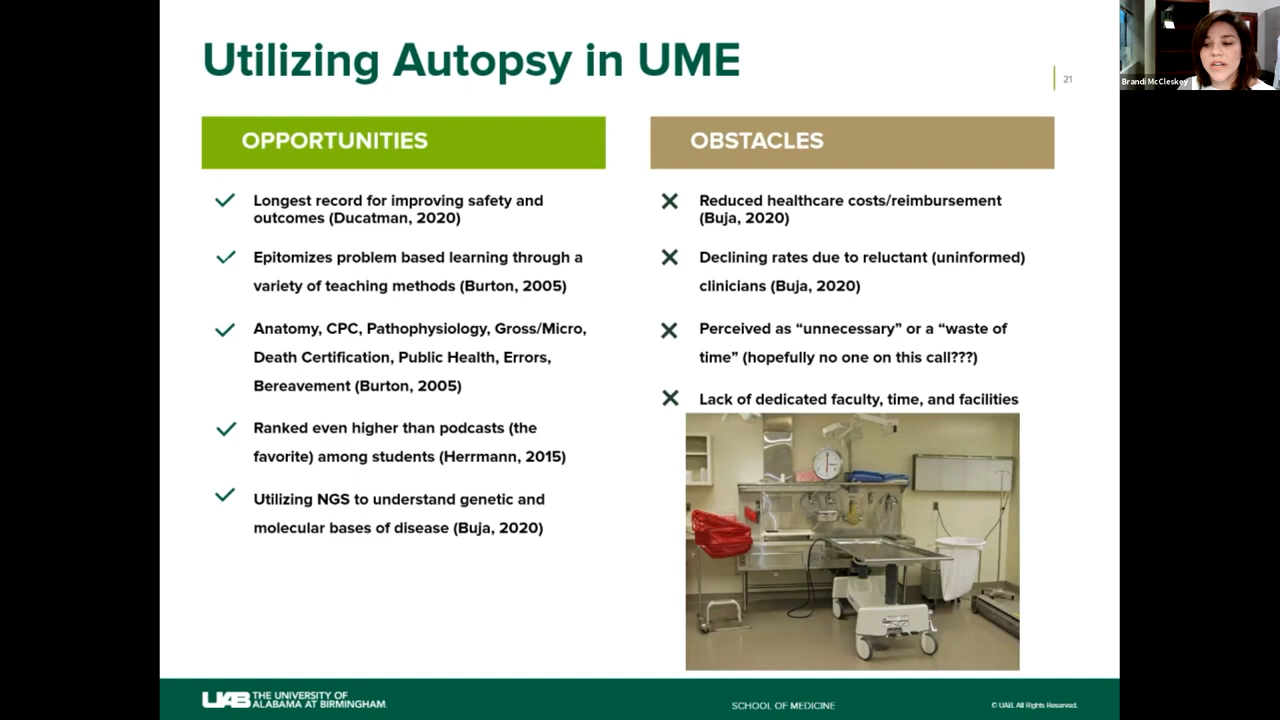 Utilizing Autopsy in UME
21
Brandi McCleskey
OPPORTUNITIES
Longest record for improving safety and
outcomes (Ducatman, 2020)
Epitomizes problem based learning through a
variety of teaching methods (Burton, 2005)
Anatomy, CPC, Pathophysiology, Gross/Micro,
Death Certification, Public Health, Errors,
Bereavement (Burton, 2005)
Ranked even higher than podcasts (the
favorite) among students (Herrmann, 2015)
Utilizing NGS to understand genetic and
molecular bases of disease (Buja, 2020)
OBSTACLES
Reduced healthcare costs/reimbursement
(Buja, 2020)
Declining rates due to reluctant (uninformed)
clinicians (Buja, 2020)
Perceived as “unnecessary” or a “waste of
time” (hopefully no one on this call???)
Lack of dedicated faculty, time, and facilities
UAB THE UNIVERSITY OF
ALABAMA AT BIRMINGHAM.
SCHOOL OF MEDICINE
© UAB. All Rights Reserved.